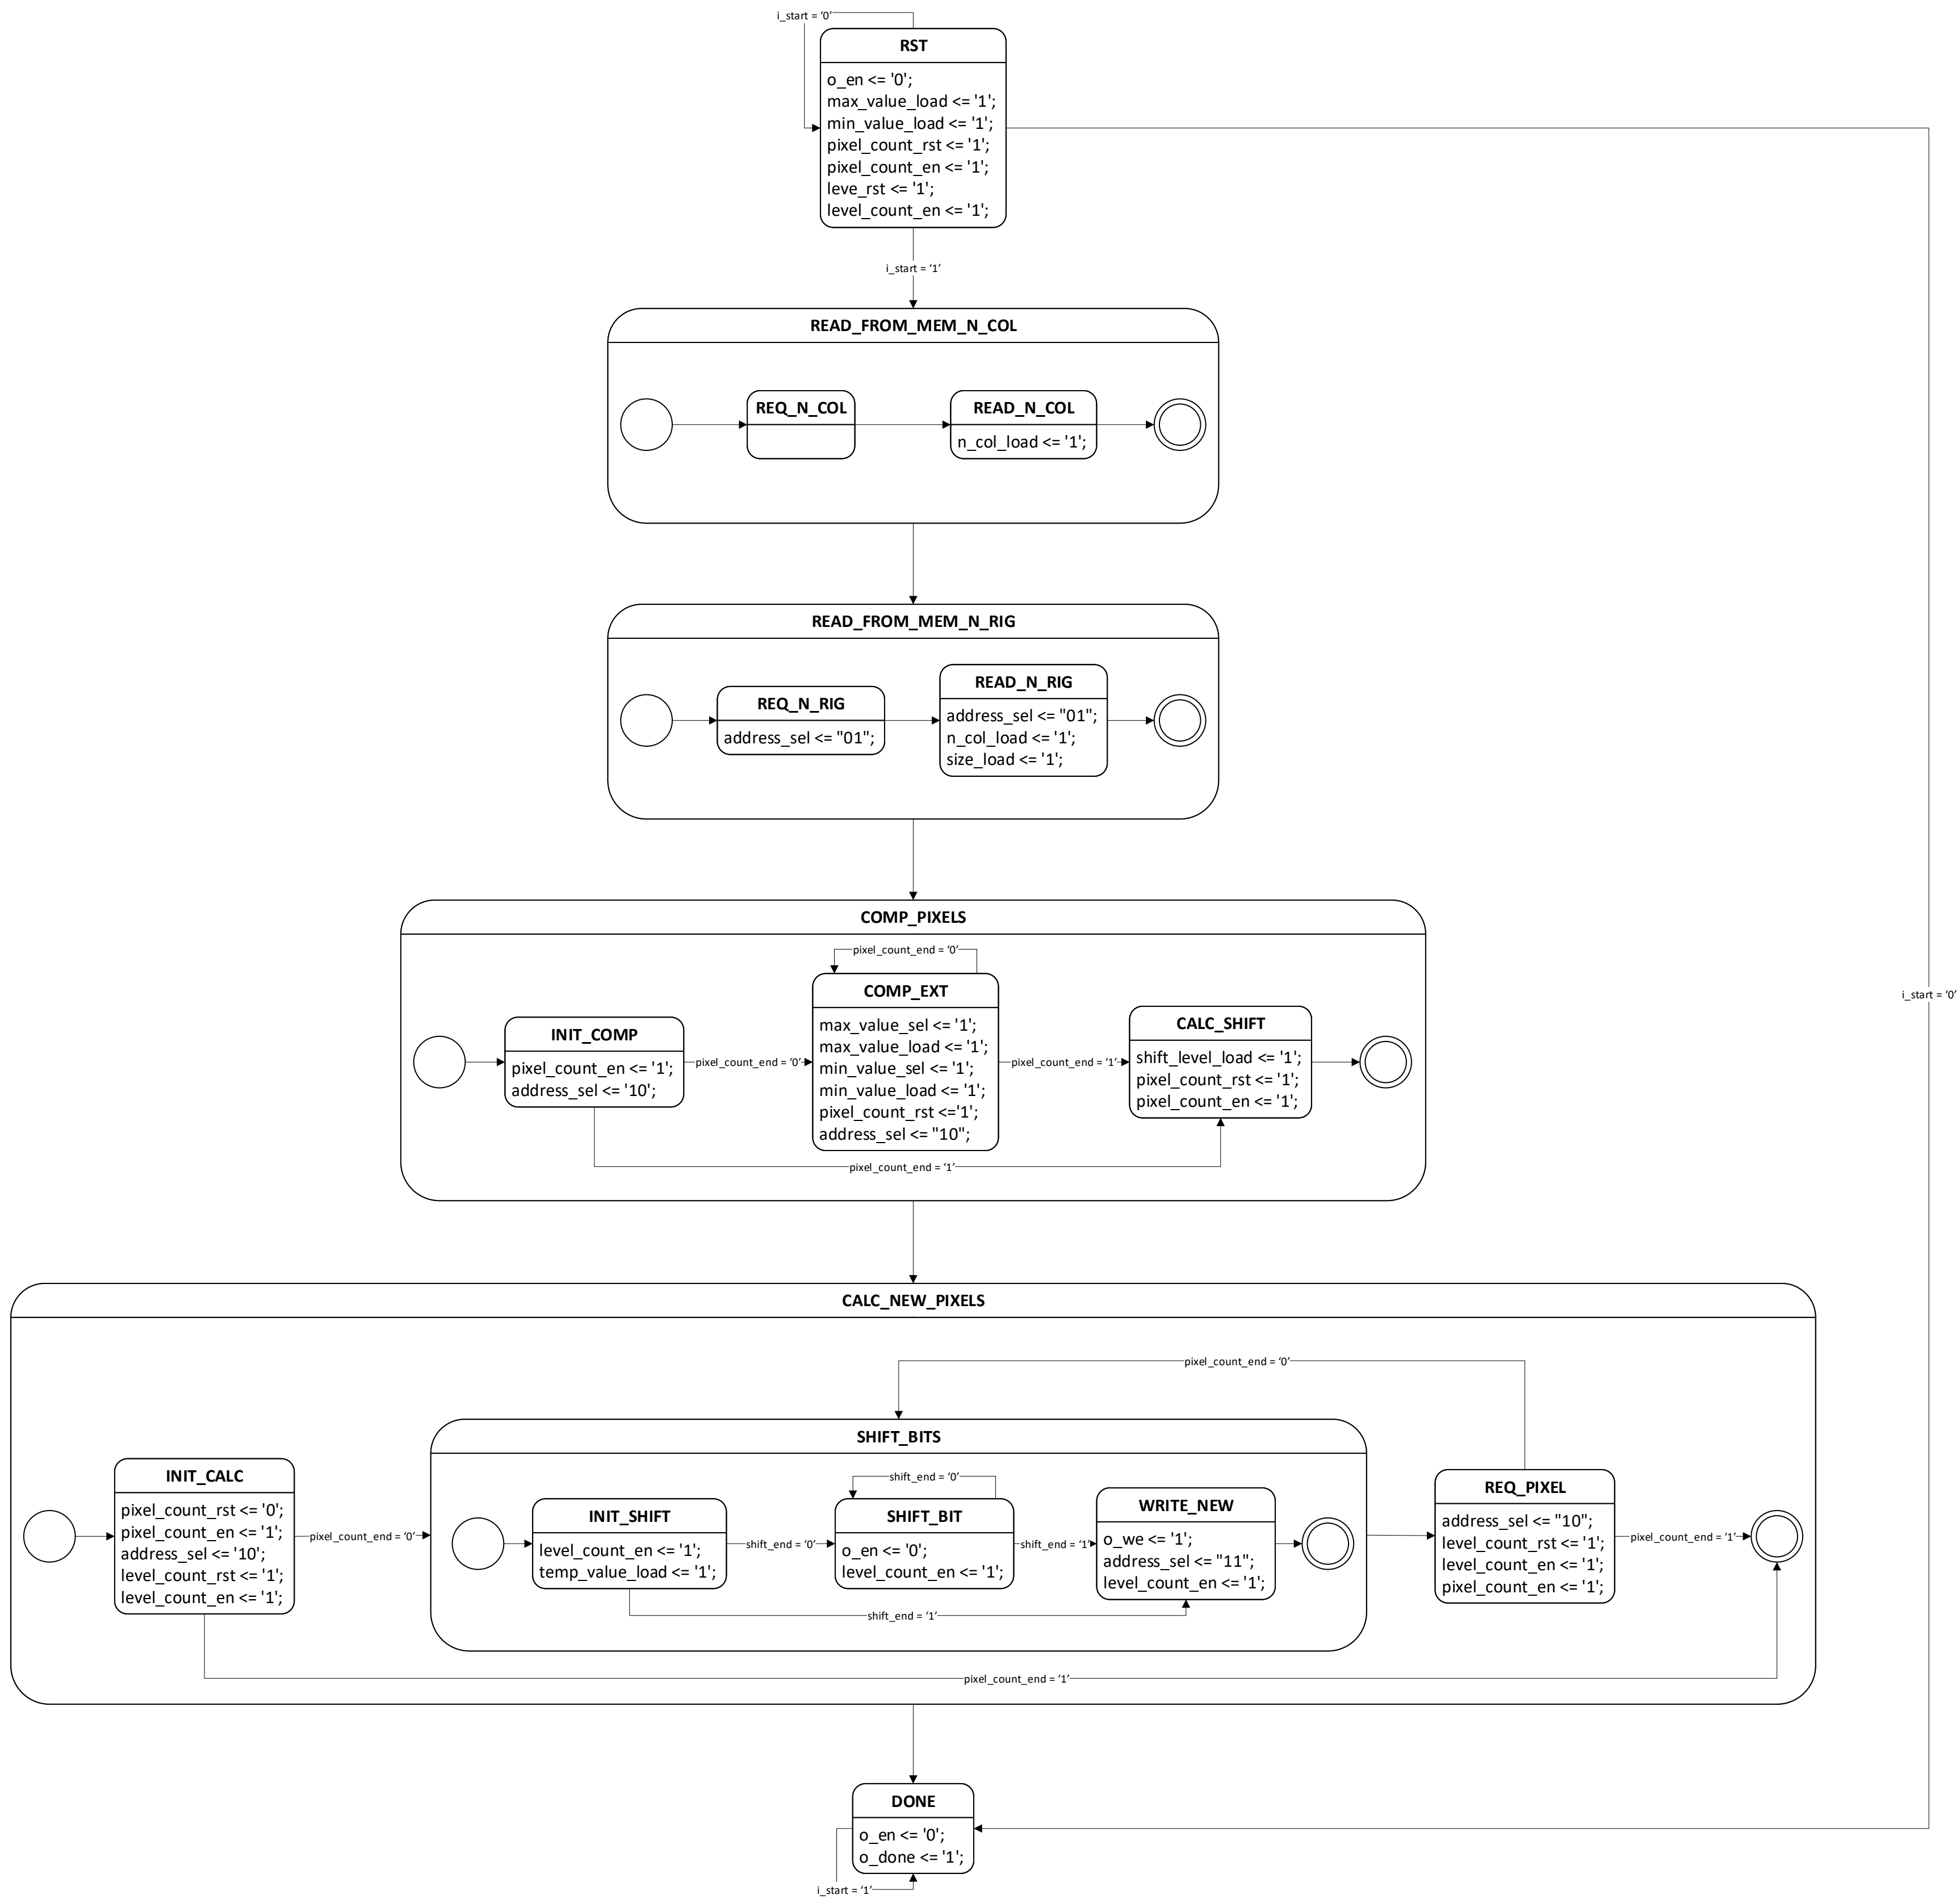 i_start = ‘0’
RST
o_en <= '0';
max_value_load <= '1';
min_value_load <= '1';
pixel_count_rst <= '1';
pixel_count_en <= '1';
leve_rst <= '1';
level_count_en <= '1';
i_start = ‘1’
READ_FROM_MEM_N_COL
REQ_N_COL
READ_N_COL
n_col_load <= '1';
READ_FROM_MEM_N_RIG
REQ_N_RIG
address_sel <= "01";
READ_N_RIG
address_sel <= "01";
n_col_load <= '1';
size_load <= '1';
i_start = ‘0’
COMP_PIXELS
pixel_count_end = ‘0’
INIT_COMP
pixel_count_en <= '1';
address_sel <= '10';
pixel_count_end = ‘0’
COMP_EXT
max_value_sel <= '1';
max_value_load <= '1';
min_value_sel <= '1';
min_value_load <= '1';
pixel_count_rst <='1';
address_sel <= "10";
pixel_count_end = ‘1’
CALC_SHIFT
shift_level_load <= '1';
pixel_count_rst <= '1';
pixel_count_en <= '1';
pixel_count_end = ‘1’
CALC_NEW_PIXELS
pixel_count_end = ‘0’
INIT_CALC
pixel_count_rst <= '0';
pixel_count_en <= '1';
address_sel <= '10';
level_count_rst <= '1';
level_count_en <= '1';
pixel_count_end = ‘0’
SHIFT_BITS
shift_end = ‘0’
INIT_SHIFT
level_count_en <= '1';
temp_value_load <= '1';
shift_end = ‘0’
SHIFT_BIT
o_en <= '0';
level_count_en <= '1';
shift_end = ‘1’
WRITE_NEW
o_we <= '1';
address_sel <= "11";
level_count_en <= '1';
shift_end = ‘1’
REQ_PIXEL
address_sel <= "10";
level_count_rst <= '1';
level_count_en <= '1';
pixel_count_en <= '1';
pixel_count_end = ‘1’
pixel_count_end = ‘1’
DONE
o_en <= '0';
o_done <= '1';
i_start = ‘1’